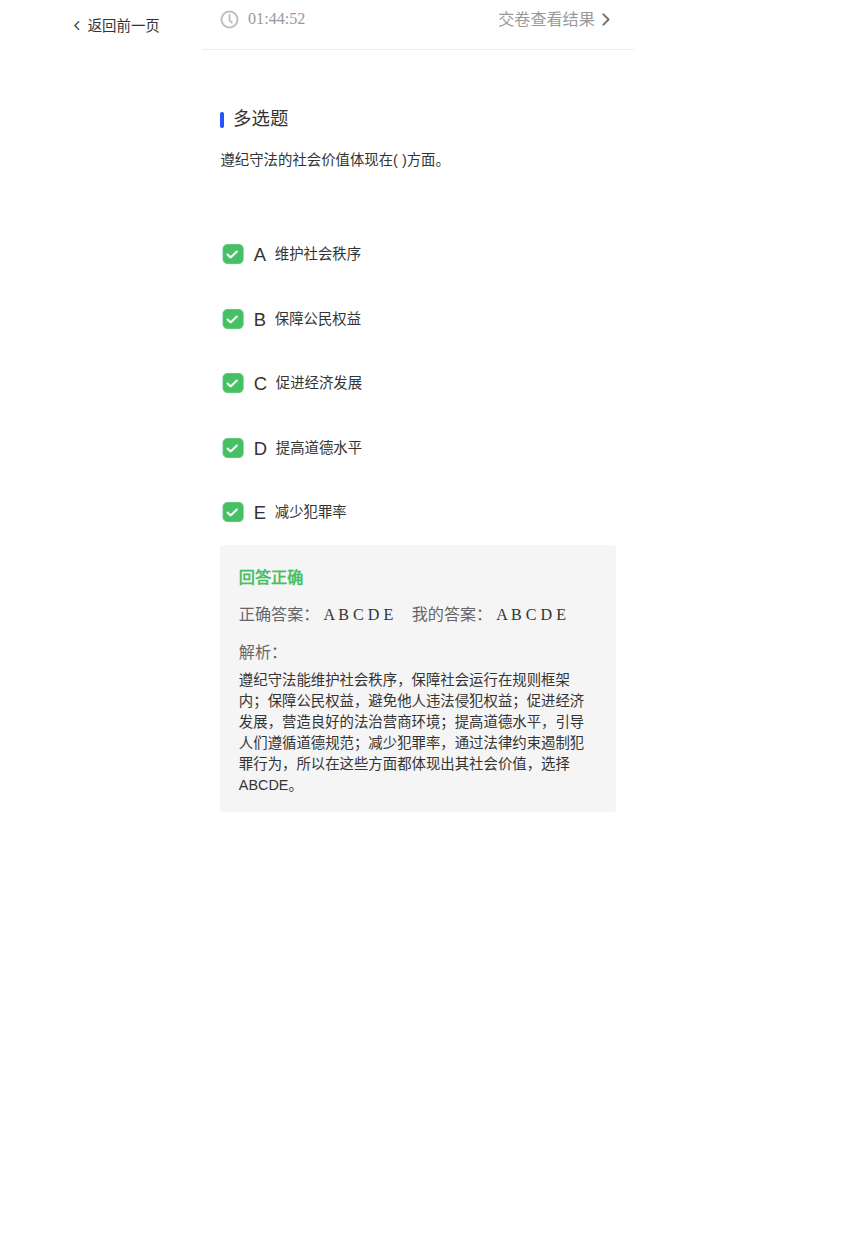 返回前一页
01:44:52
交卷查看结果
多选题
遵纪守法的社会价值体现在( )方面。
A 维护社会秩序
B 保障公民权益
C 促进经济发展
D 提高道德水平
E 减少犯罪率
回答正确
正确答案： A B C D E 我的答案： A B C D E
解析：
遵纪守法能维护社会秩序，保障社会运行在规则框架
内；保障公民权益，避免他人违法侵犯权益；促进经济
发展，营造良好的法治营商环境；提高道德水平，引导
人们遵循道德规范；减少犯罪率，通过法律约束遏制犯
罪行为，所以在这些方面都体现出其社会价值，选择
ABCDE。